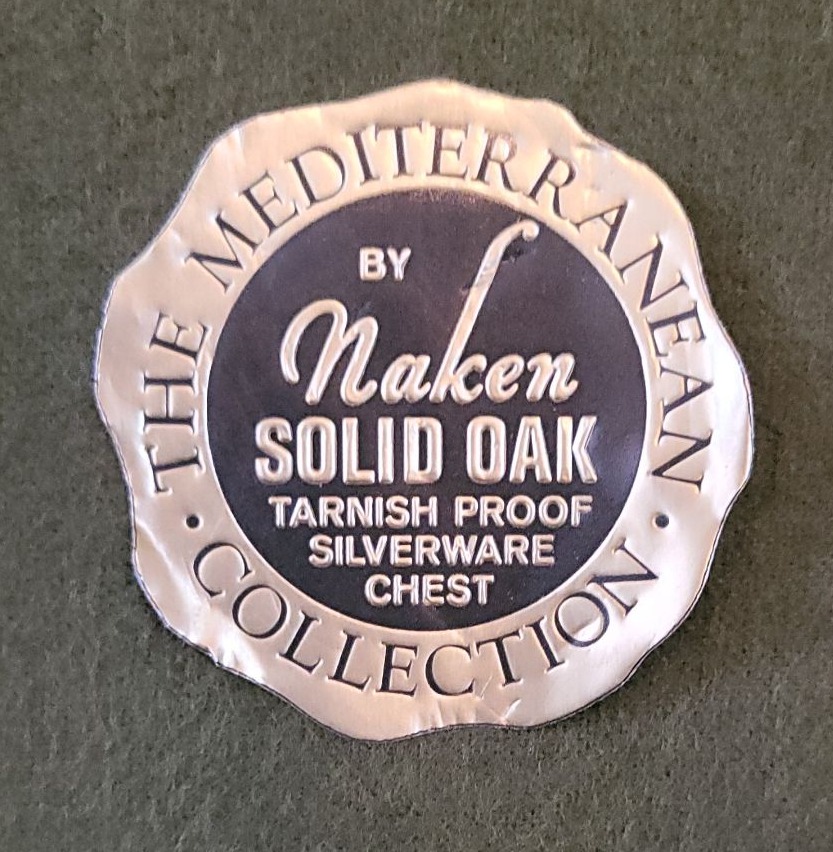 THE MEDITERRANEAN
BY
Naken
SOLID OAK
TARNISH PROOF
SILVERWARE
CHEST
• COLLECTION •